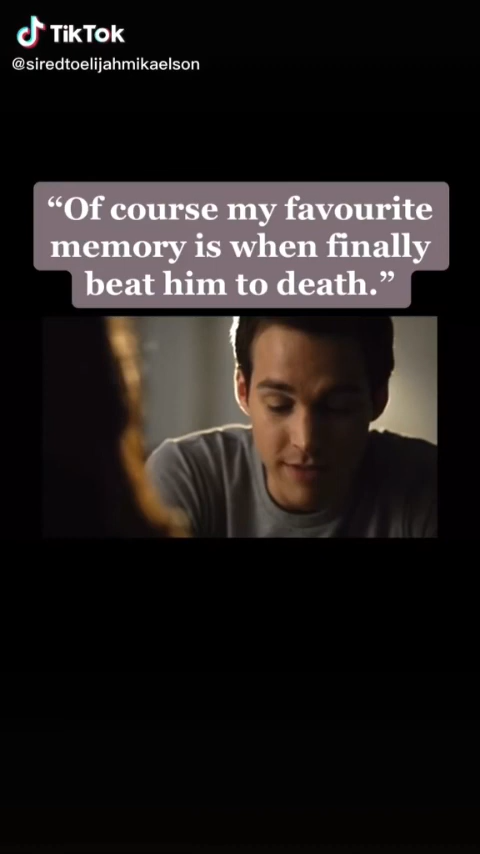 TikTok
@siredtoelijahmikaelson
“Of course my favourite
memory is when finally
beat him to death.”